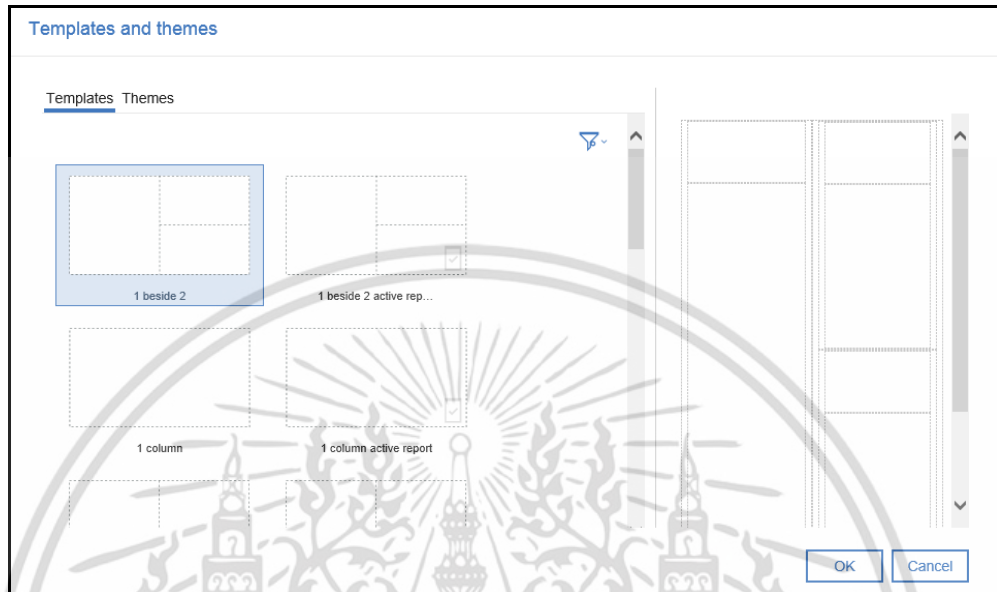 Templates and themes
Templates Themes
1 beside 2
1 beside 2 active rep...
1 column
1 column active report
OK
Cancel